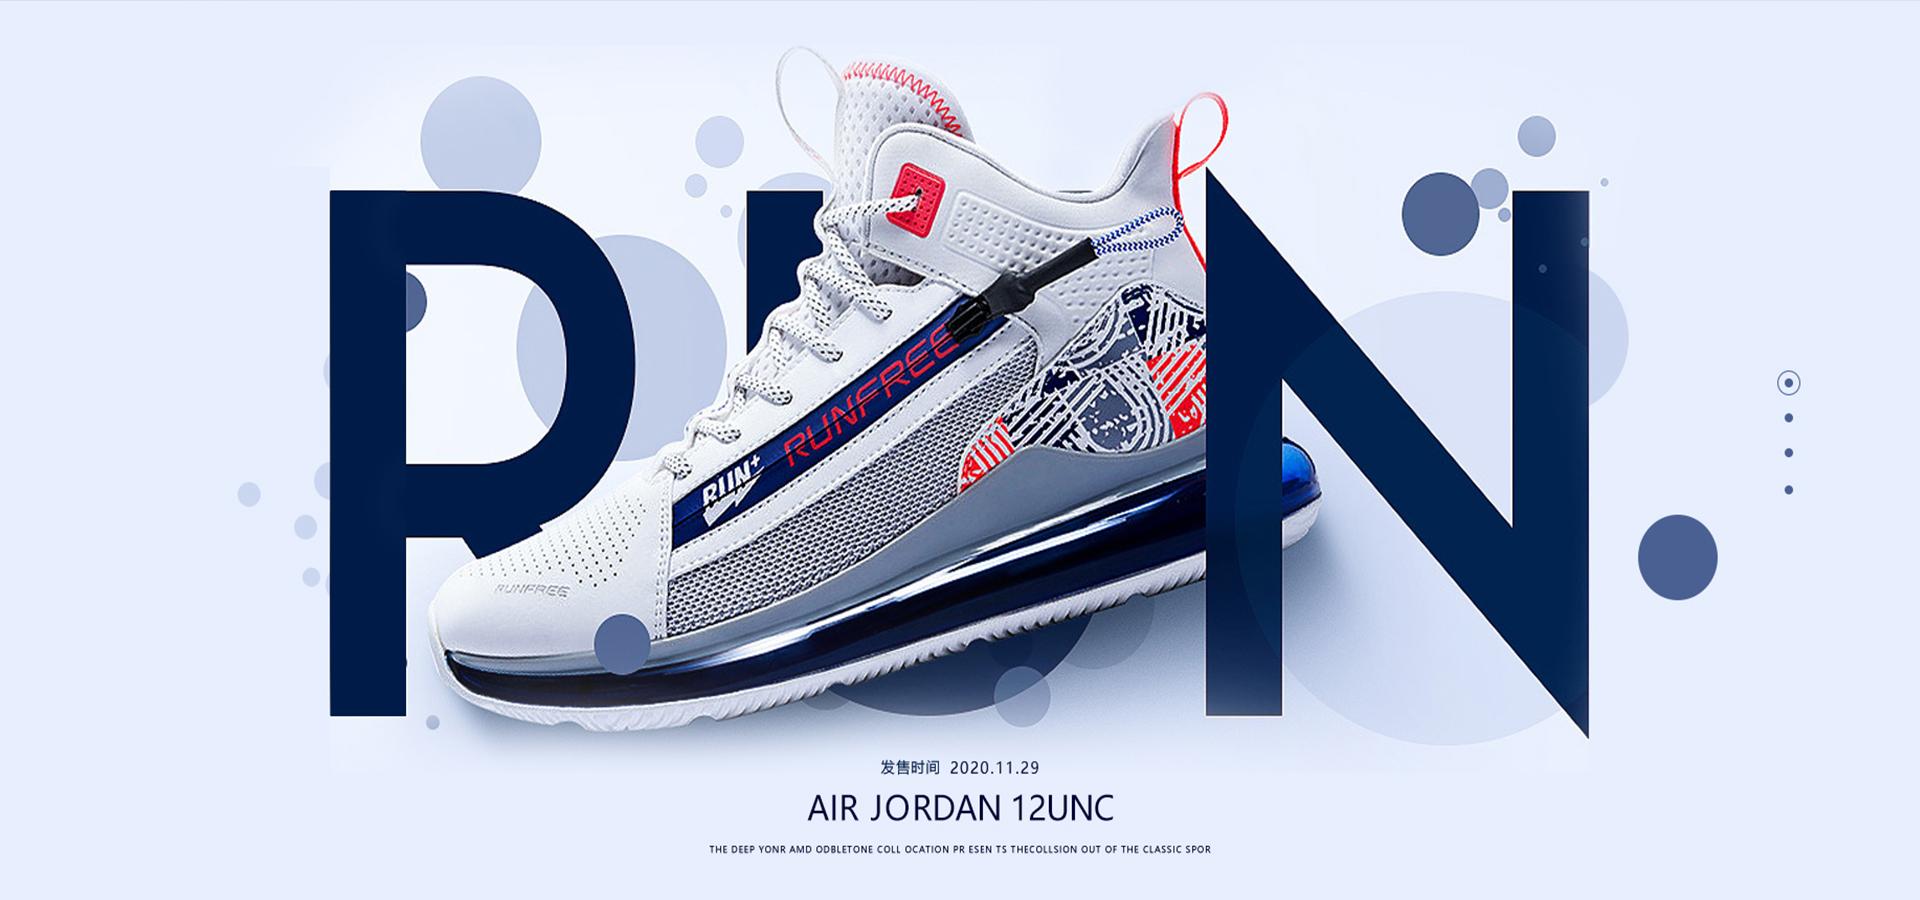 RUN
RUNFREE
RUN+
RUNFREE
发售时间 2020.11.29
AIR JORDAN 12UNC
THE DEEP YONR AMD ODBLETONE COLL OCATION PR ESEN TS THECOLLSION OUT OF THE CLASSIC SPOR